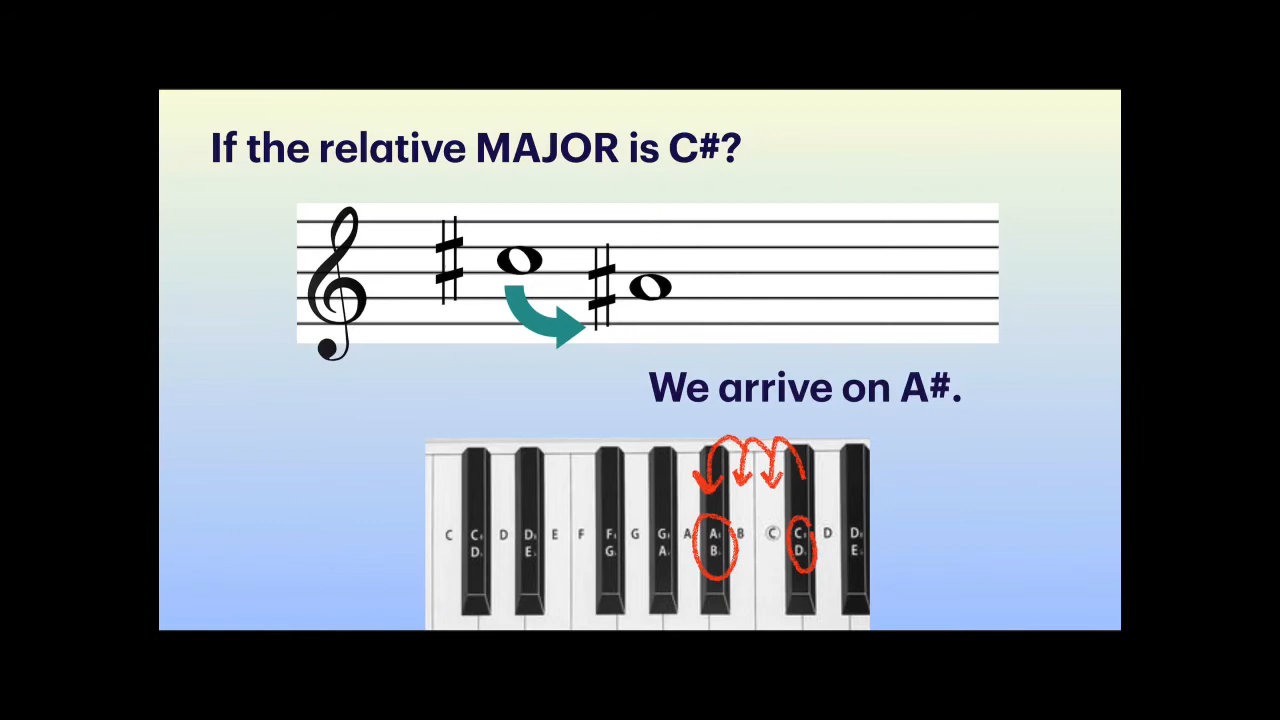 If the relative MAJOR is C#?
We arrive on A#.
C C♯ D D♯ E F F♯ G G♯ A A♯ B C C♯ D D♯
D♭ E♭ G♭ A♭ B♭ D♭ E♭